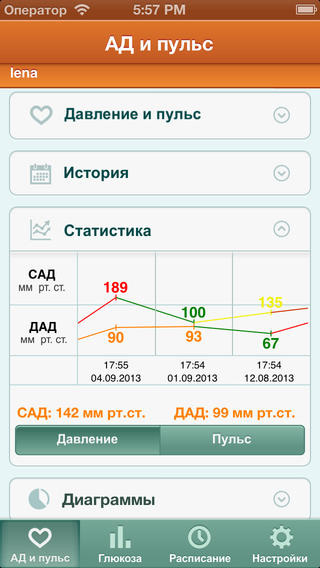 Оператор 5:57 PM
АД и пульс
lena
Давление и пульс
История
Статистика
САД
мм рт. ст.
189
100
135
ДАД
мм рт. ст.
90
93
67
17:55 17:54 17:54
04.09.2013 01.09.2013 12.08.2013
САД: 142 мм рт.ст. ДАД: 99 мм рт.ст.
Давление Пульс
Диаграммы
АД и пульс Глюкоза Расписание Настройки